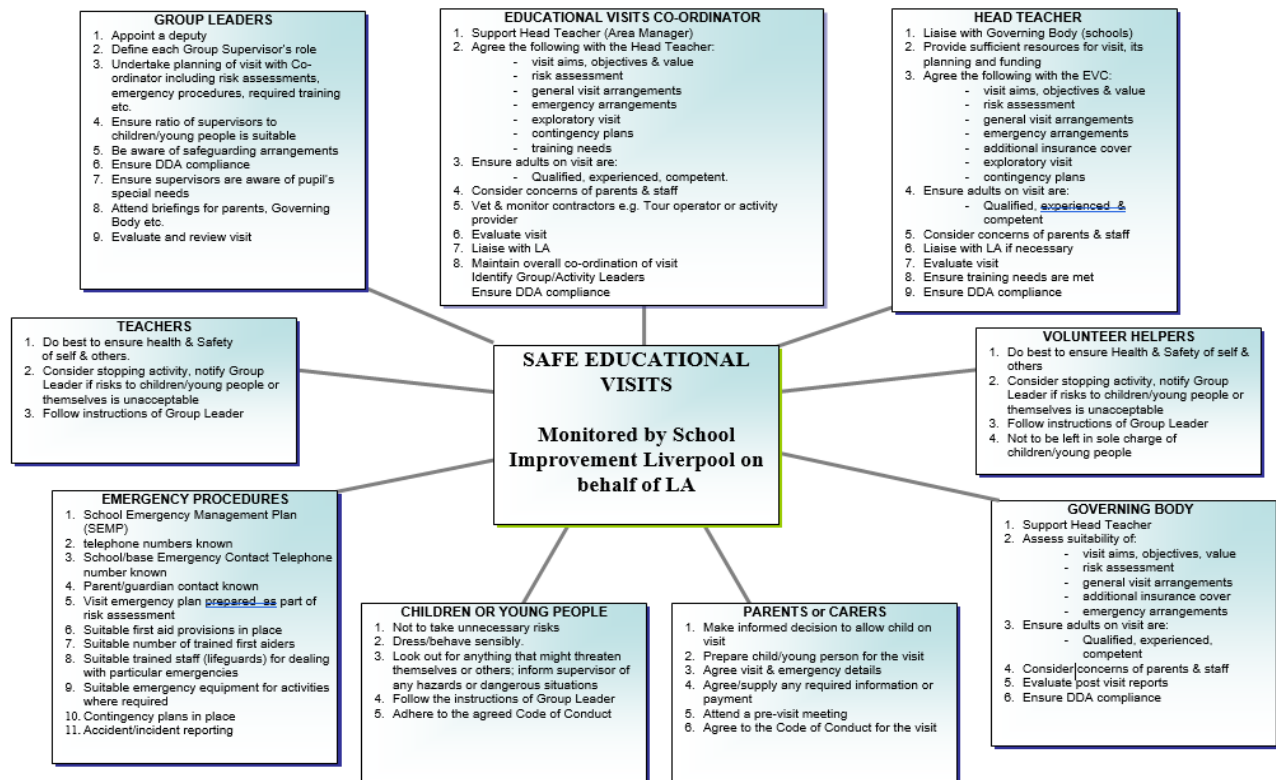 GROUP LEADERS
1. Appoint a deputy
2. Define each Group Supervisor's role
3. Undertake planning of visit with Co-
ordinator including risk assessments,
emergency procedures, required training
etc.
4. Ensure ratio of supervisors to
children/young people is suitable
5. Be aware of safeguarding arrangements
6. Ensure DDA compliance
7. Ensure supervisors are aware of pupil's
special needs
8. Attend briefings for parents, Governing
Body etc.
9. Evaluate and review visit
EDUCATIONAL VISITS CO-ORDINATOR
1. Support Head Teacher (Area Manager)
2. Agree the following with the Head Teacher:
- visit aims, objectives & value
- risk assessment
- general visit arrangements
- emergency arrangements
- exploratory visit
- contingency plans
- training needs
3. Ensure adults on visit are:
- Qualified, experienced, competent.
4. Consider concerns of parents & staff
5. Vet & monitor contractors e.g. Tour operator or activity
provider
6. Evaluate visit
7. Liaise with LA
8. Maintain overall co-ordination of visit
Identify Group/Activity Leaders
Ensure DDA compliance
HEAD TEACHER
1. Liaise with Governing Body (schools)
2. Provide sufficient resources for visit, its
planning and funding
3. Agree the following with the EVC:
- visit aims, objectives & value
- risk assessment
- general visit arrangements
- emergency arrangements
- additional insurance cover
- exploratory visit
- contingency plans
4. Ensure adults on visit are:
- Qualified, experienced &
competent
5. Consider concerns of parents & staff
6. Liaise with LA if necessary
7. Evaluate visit
8. Ensure training needs are met
9. Ensure DDA compliance
TEACHERS
1. Do best to ensure health & Safety
of self & others.
2. Consider stopping activity, notify Group
Leader if risks to children/young people or
themselves is unacceptable
3. Follow instructions of Group Leader
SAFE EDUCATIONAL
VISITS
Monitored by School
Improvement Liverpool on
behalf of LA
VOLUNTEER HELPERS
1. Do best to ensure Health & Safety of self &
others
2. Consider stopping activity, notify Group
Leader if risks to children/young people or
themselves is unacceptable
3. Follow instructions of Group Leader
4. Not to be left in sole charge of
children/young people
EMERGENCY PROCEDURES
1. School Emergency Management Plan
(SEMP)
2. telephone numbers known
3. School/base Emergency Contact Telephone
number known
4. Parent/guardian contact known
5. Visit emergency plan prepared as part of
risk assessment
6. Suitable first aid provisions in place
7. Suitable number of trained first aiders
8. Suitable trained staff (lifeguards) for dealing
with particular emergencies
9. Suitable emergency equipment for activities
where required
10. Contingency plans in place
11. Accident/incident reporting
CHILDREN OR YOUNG PEOPLE
1. Not to take unnecessary risks
2. Dress/behave sensibly.
3. Look out for anything that might threaten
themselves or others; inform supervisor of
any hazards or dangerous situations
4. Follow the instructions of Group Leader
5. Adhere to the agreed Code of Conduct
PARENTS or CARERS
1. Make informed decision to allow child on
visit
2. Prepare child/young person for the visit
3. Agree visit & emergency details
4. Agree/supply any required information or
payment
5. Attend a pre-visit meeting
6. Agree to the Code of Conduct for the visit
GOVERNING BODY
1. Support Head Teacher
2. Assess suitability of:
- visit aims, objectives, value
- risk assessment
- general visit arrangements
- additional insurance cover
- emergency arrangements
3. Ensure adults on visit are:
- Qualified, experienced,
competent
4. Consider concerns of parents & staff
5. Evaluate post visit reports
6. Ensure DDA compliance